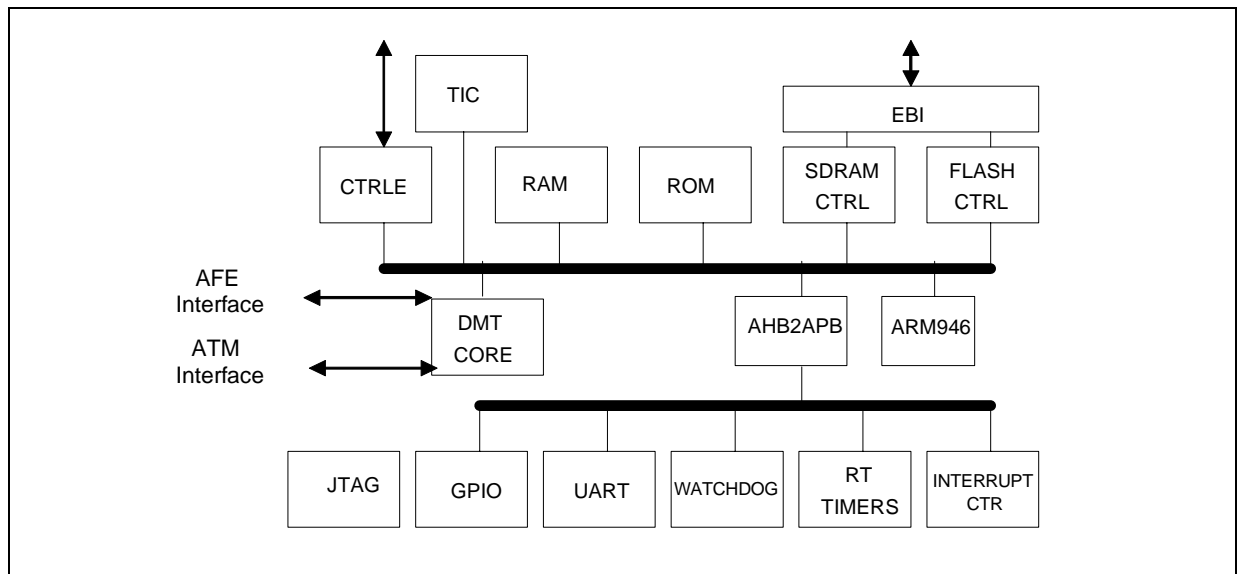 TIC
EBI
CTRLE
RAM
ROM
SDRAM
CTRL
FLASH
CTRL
AFE
Interface
ATM
Interface
DMT
CORE
AHB2APB
ARM946
JTAG
GPIO
UART
WATCHDOG
RT
TIMERS
INTERRUPT
CTR